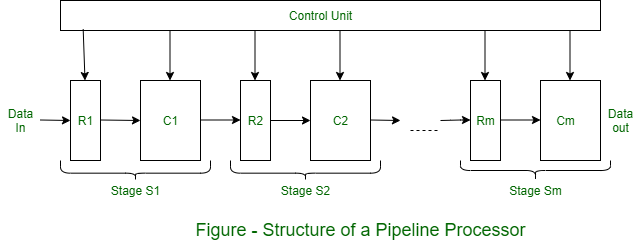 Control Unit
Data
In
R1
C1
R2
C2
Rm
Cm
Data
out
Stage S1
Stage S2
Stage Sm
Figure - Structure of a Pipeline Processor